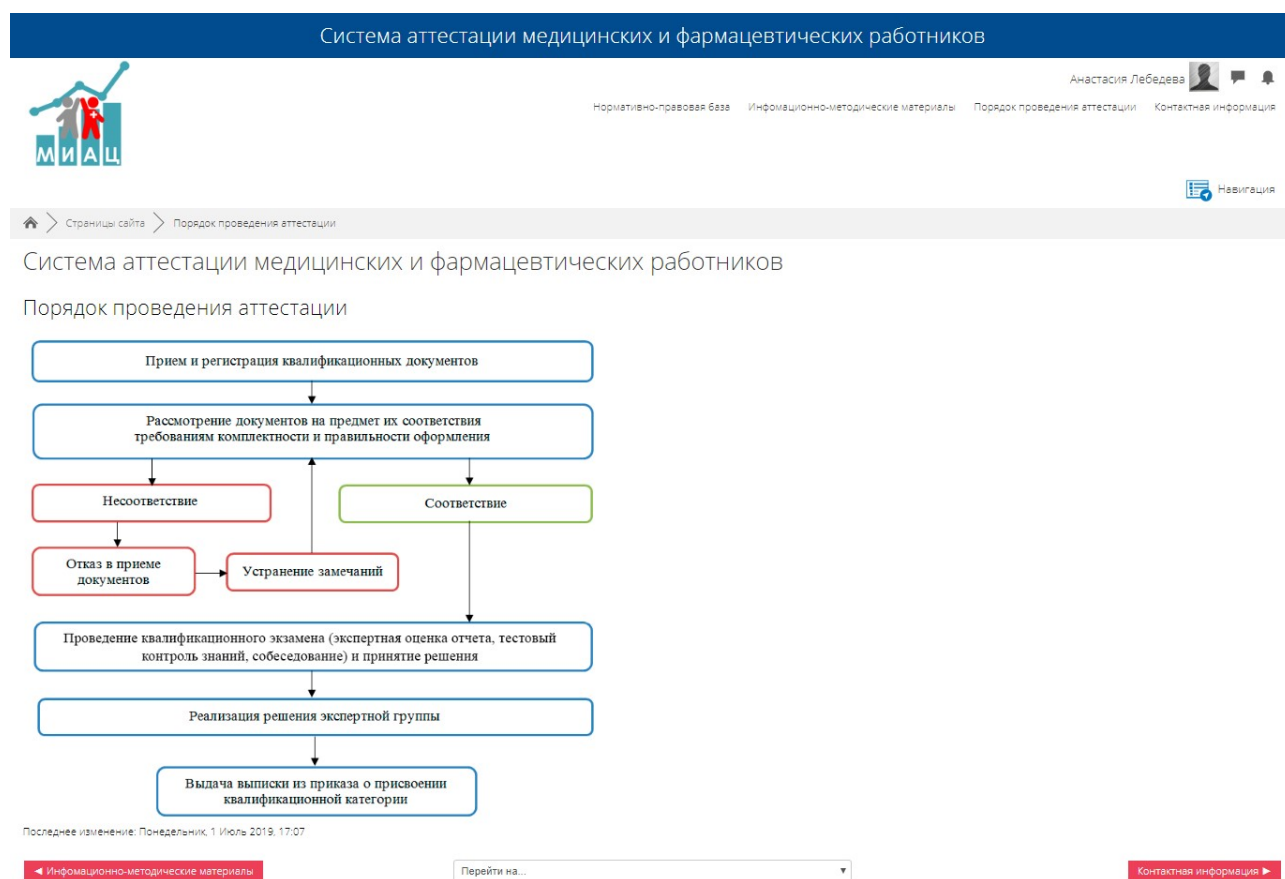 Система аттестации медицинских и фармацевтических работников
Анастасия Лебедева
Нормативно-правовая база Инфомационно-методические материалы Порядок проведения аттестации Контактная информация
МИАЦ
Навигация
Страницы сайта Порядок проведения аттестации
Система аттестации медицинских и фармацевтических работников
Порядок проведения аттестации
Прием и регистрация квалификационных документов
Рассмотрение документов на предмет их соответствия
требованиям комплектности и правильности оформления
Несоответствие
Соответствие
Отказ в приеме
документов
Устранение замечаний
Проведение квалификационного экзамена (экспертная оценка отчета, тестовый
контроль знаний, собеседование) и принятие решения
Реализация решения экспертной группы
Выдача выписки из приказа о присвоении
квалификационной категории
Последнее изменение: Понедельник, 1 Июль 2019, 17:07
◄ Инфомационно-методические материалы
Перейти на...
Контактная информация ►